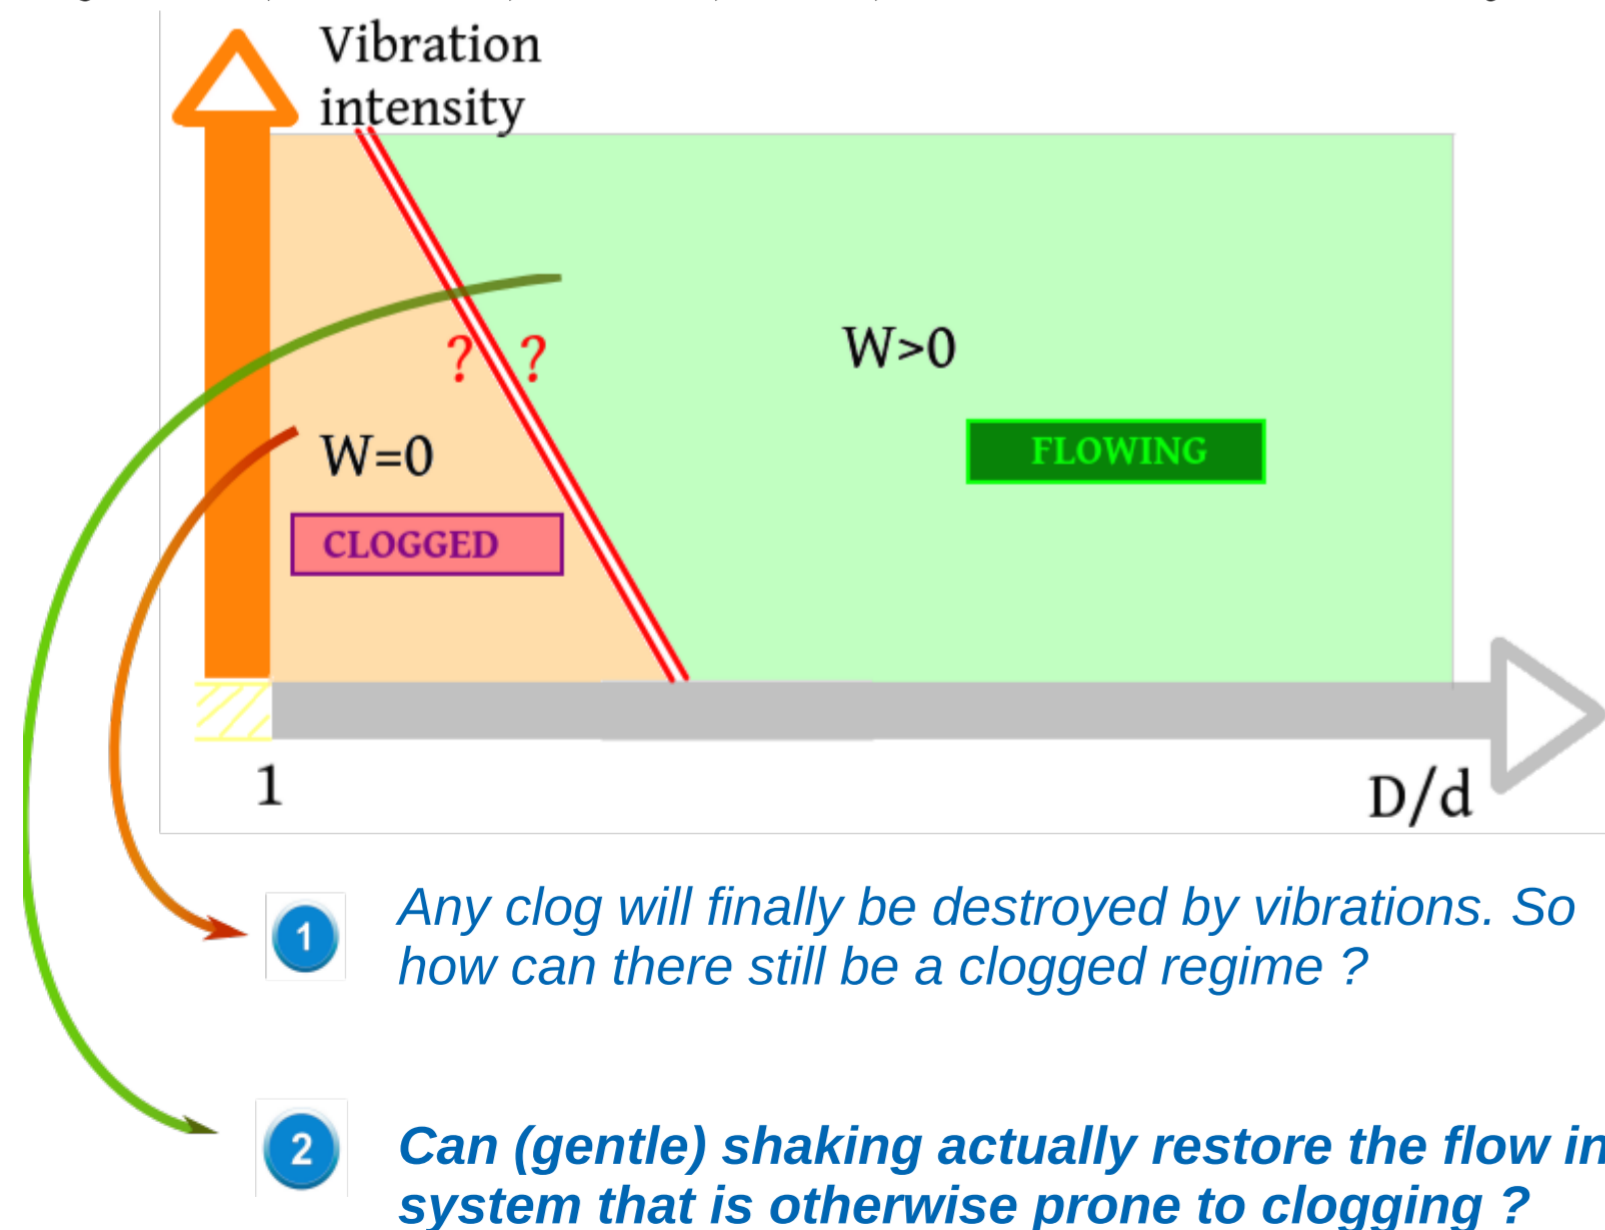 Vibration
intensity
? ?
W>0
W=0
FLOWING
CLOGGED
1
D/d
1
Any clog will finally be destroyed by vibrations. So
how can there still be a clogged regime ?
2
Can (gentle) shaking actually restore the flow in
system that is otherwise prone to clogging ?